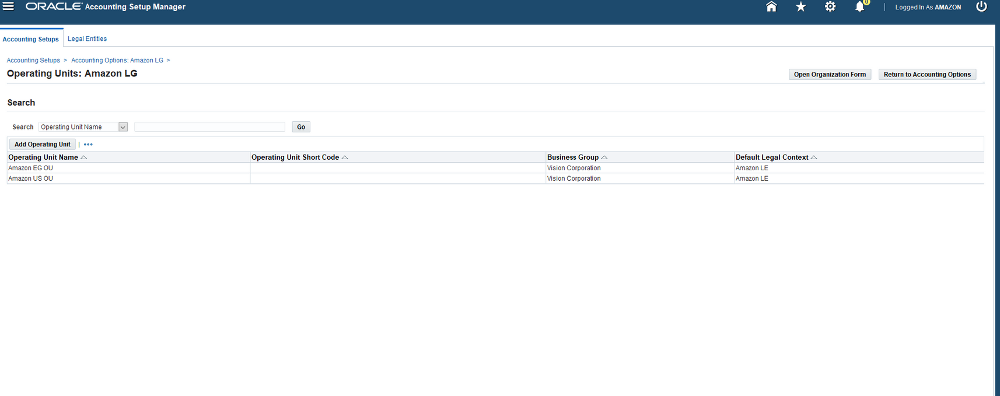 ORACLE Accounting Setup Manager
0
Logged In As AMAZON
Accounting Setups Legal Entities
Accounting Setups > Accounting Options: Amazon LG >
Operating Units: Amazon LG
Open Organization Form Return to Accounting Options
Search
Search Operating Unit Name Go
Add Operating Unit | •••
Operating Unit Name Operating Unit Short Code Business Group Default Legal Context
Amazon EG OU Vision Corporation Amazon LE
Amazon US OU Vision Corporation Amazon LE